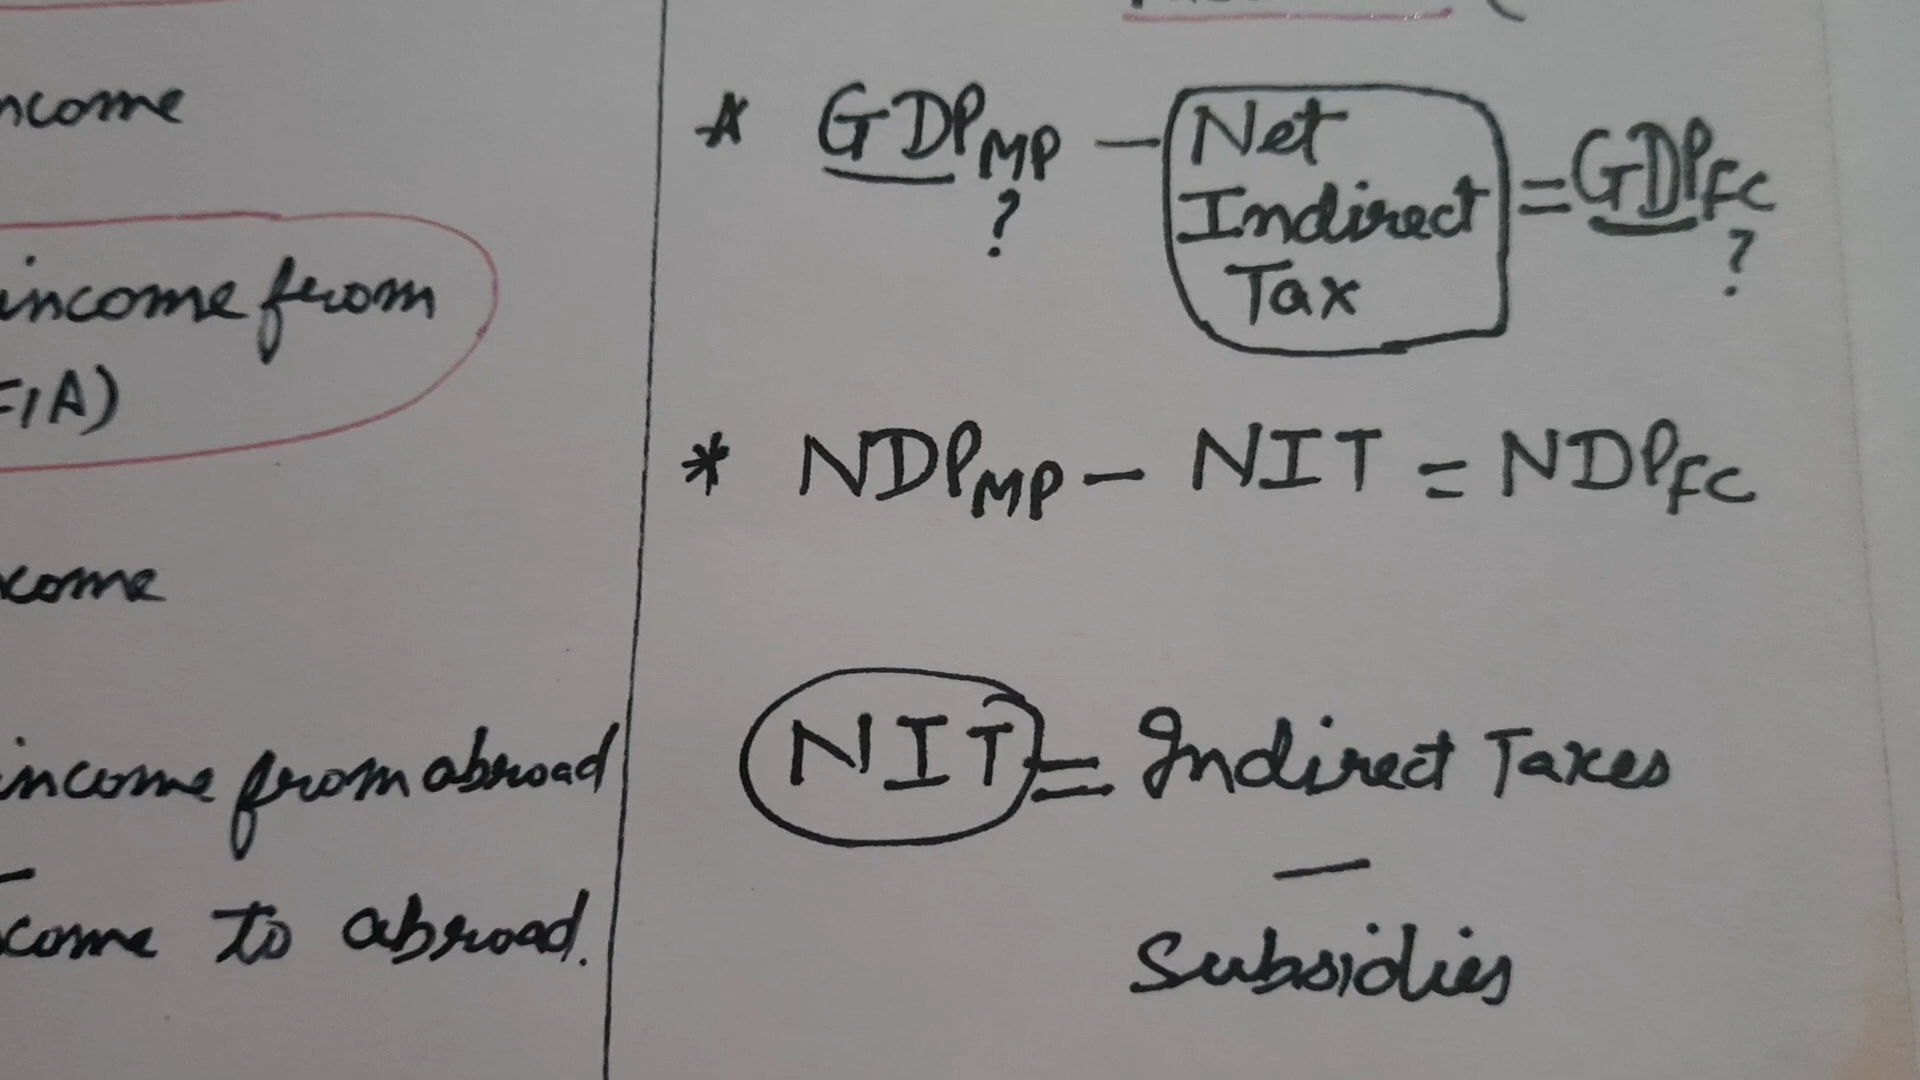 ncome
income from
FIA)
come
income from abroad
–
come to abroad.
* GDP MP – Net Indirect Tax = GDP FC
? ?
* NDP MP – NIT = NDP FC
NIT = Indirect Taxes
–
Subsidies